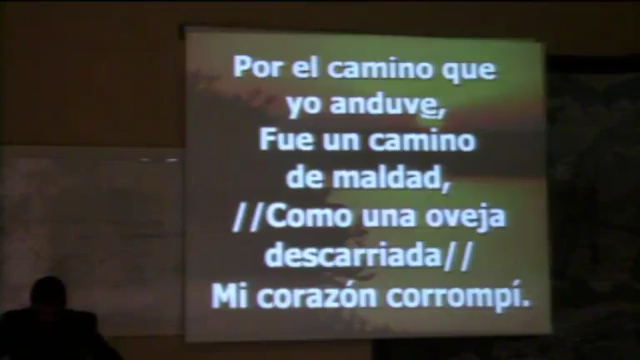 Por el camino que
yo anduve,
Fue un camino
de maldad,
//Como una oveja
descarriada//
Mi corazón corrompí.